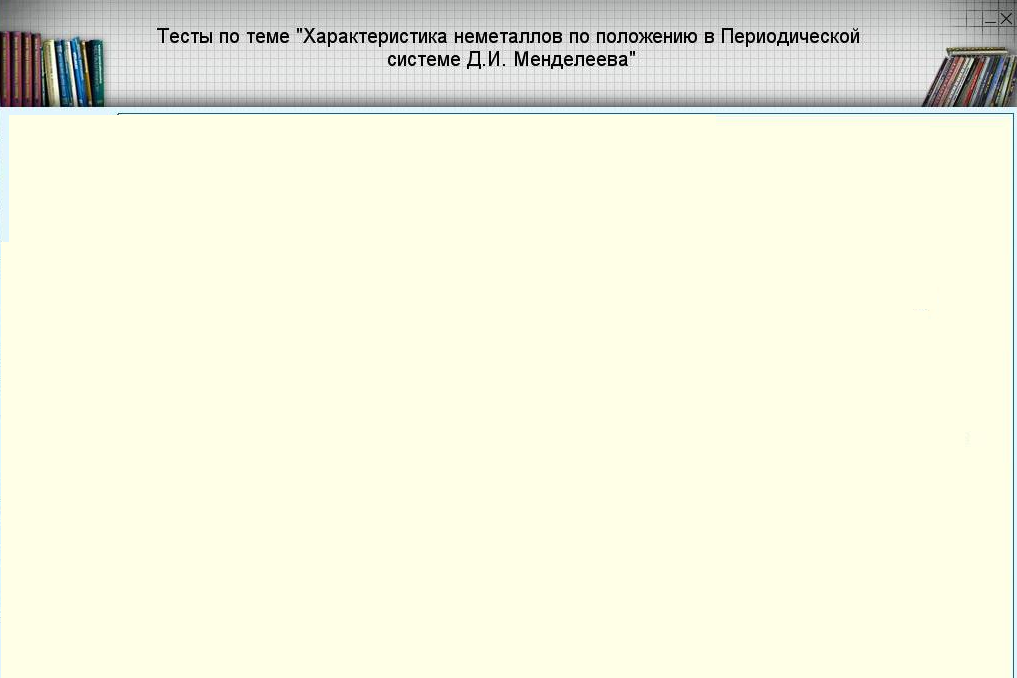 Тесты по теме "Характеристика неметаллов по положению в Периодической
системе Д.И. Менделеева"